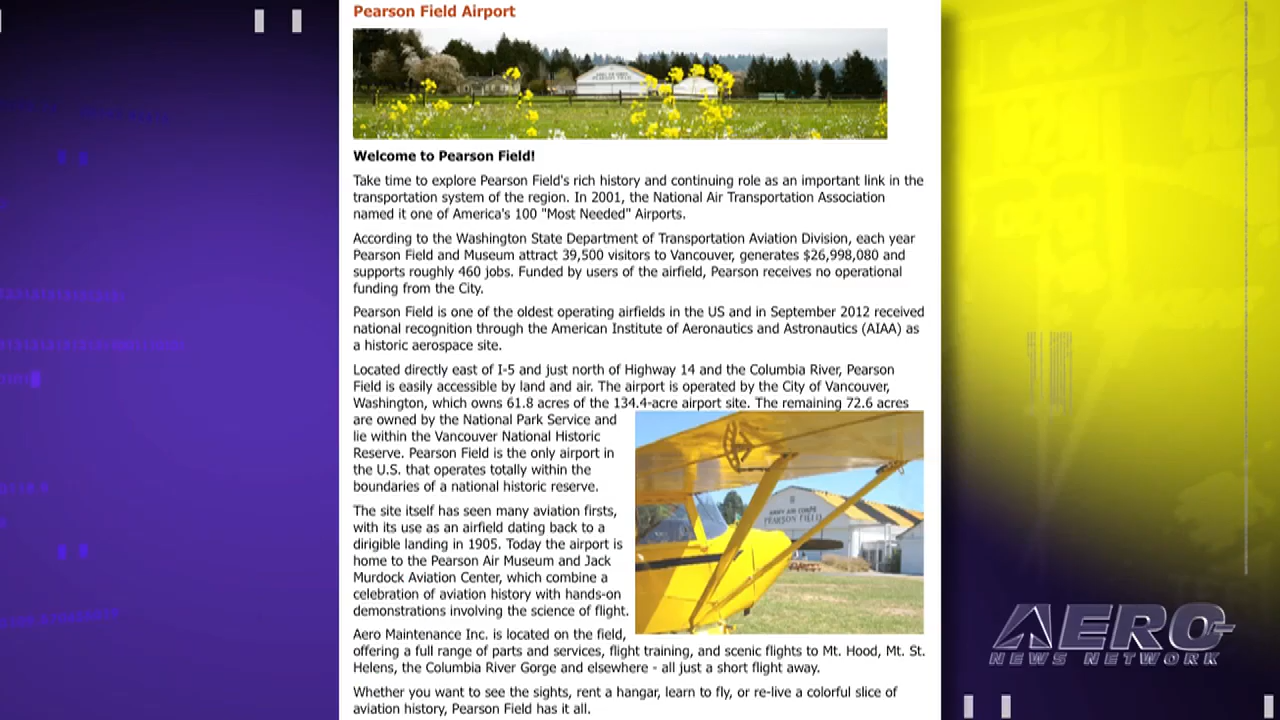 Pearson Field Airport
Welcome to Pearson Field!
Take time to explore Pearson Field's rich history and continuing role as an important link in the
transportation system of the region. In 2001, the National Air Transportation Association
named it one of America's 100 "Most Needed" Airports.
According to the Washington State Department of Transportation Aviation Division, each year
Pearson Field and Museum attract 39,500 visitors to Vancouver, generates $26,998,080 and
supports roughly 460 jobs. Funded by users of the airfield, Pearson receives no operational
funding from the City.
Pearson Field is one of the oldest operating airfields in the US and in September 2012 received
national recognition through the American Institute of Aeronautics and Astronautics (AIAA) as
a historic aerospace site.
Located directly east of I-5 and just north of Highway 14 and the Columbia River, Pearson
Field is easily accessible by land and air. The airport is operated by the City of Vancouver,
Washington, which owns 61.8 acres of the 134.4-acre airport site. The remaining 72.6 acres
are owned by the National Park Service and
lie within the Vancouver National Historic
Reserve. Pearson Field is the only airport in
the U.S. that operates totally within the
boundaries of a national historic reserve.
The site itself has seen many aviation firsts,
with its use as an airfield dating back to a
dirigible landing in 1905. Today the airport is
home to the Pearson Air Museum and Jack
Murdock Aviation Center, which combine a
celebration of aviation history with hands-on
demonstrations involving the science of flight.
ARMY AIR CORPS
PEARSON FIELD
Aero Maintenance Inc. is located on the field,
offering a full range of parts and services, flight training, and scenic flights to Mt. Hood, Mt. St.
Helens, the Columbia River Gorge and elsewhere - all just a short flight away.
Whether you want to see the sights, rent a hangar, learn to fly, or re-live a colorful slice of
aviation history, Pearson Field has it all.
AERO-
NEWS NETWORK